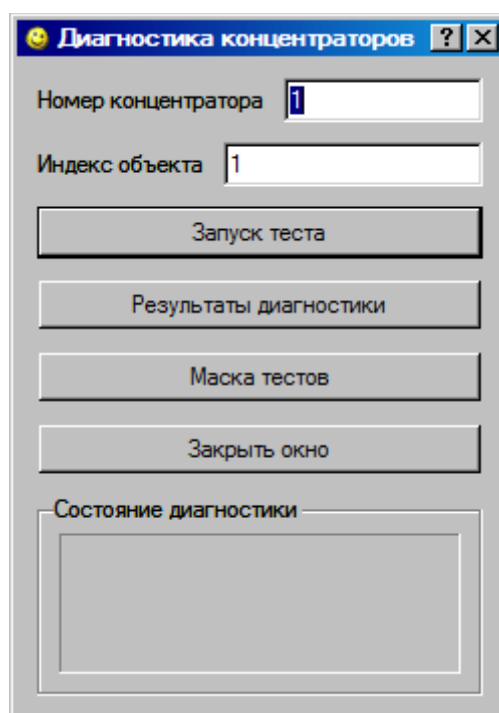 Диагностика концентраторов
Номер концентратора 1
Индекс объекта 1
Запуск теста
Результаты диагностики
Маска тестов
Закрыть окно
Состояние диагностики